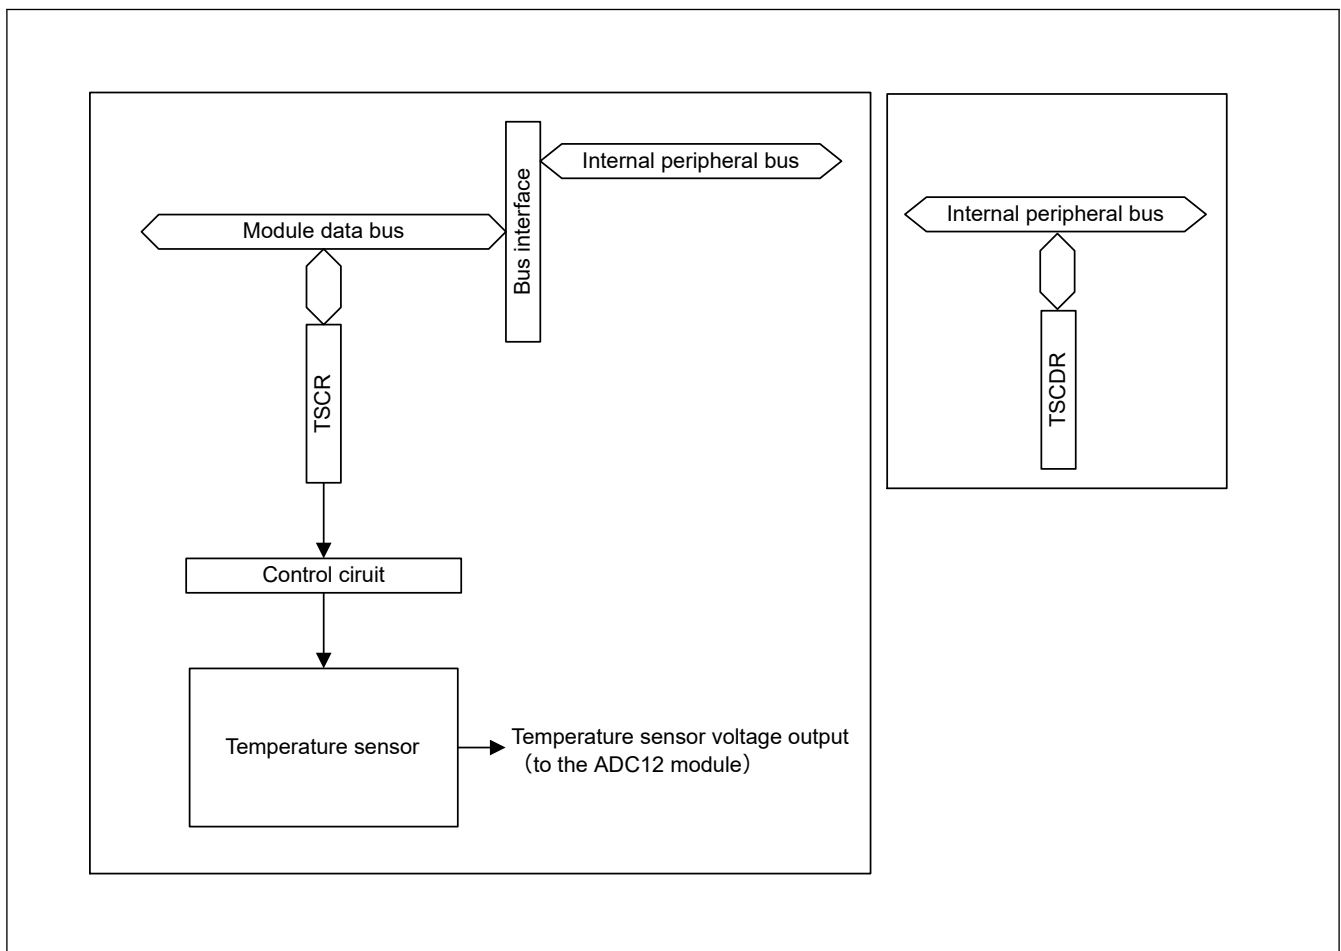 Internal peripheral bus
Bus interface
Module data bus
TSCR
Control ciruit
Temperature sensor
Temperature sensor voltage output
（to the ADC12 module）
Internal peripheral bus
TSCDR